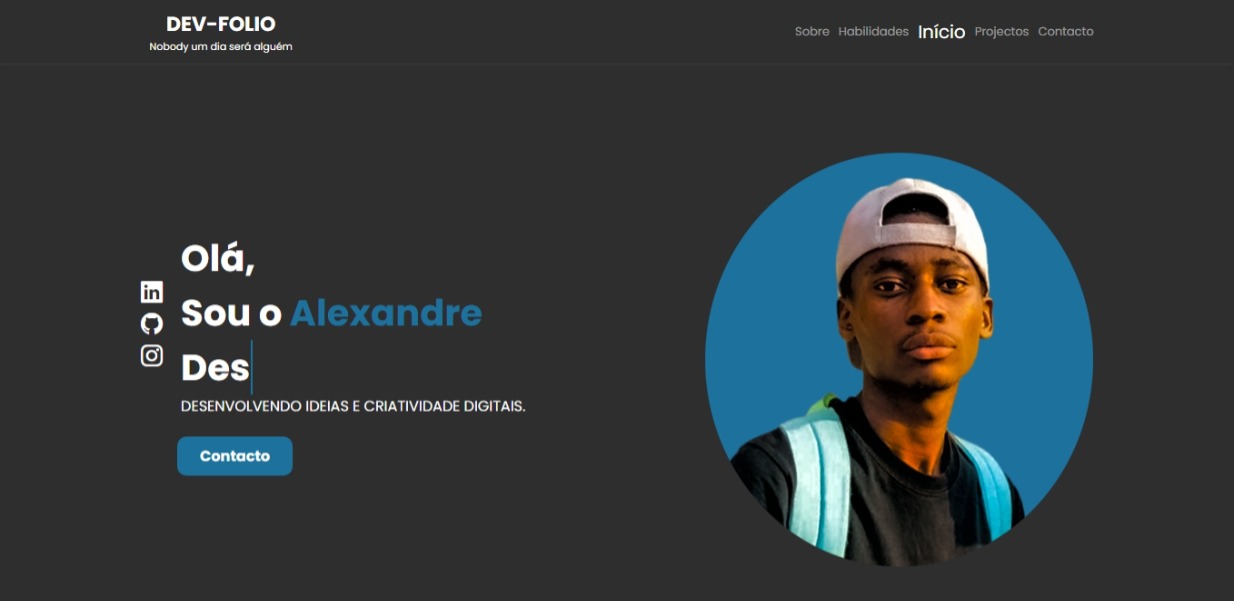 DEV-FOLIO
Nobody um dia será alguém
Sobre Habilidades Início Projectos Contacto
Olá,
Sou o Alexandre
Des
DESENVOLVENDO IDEIAS E CRIATIVIDADE DIGITAIS.
Contacto
in